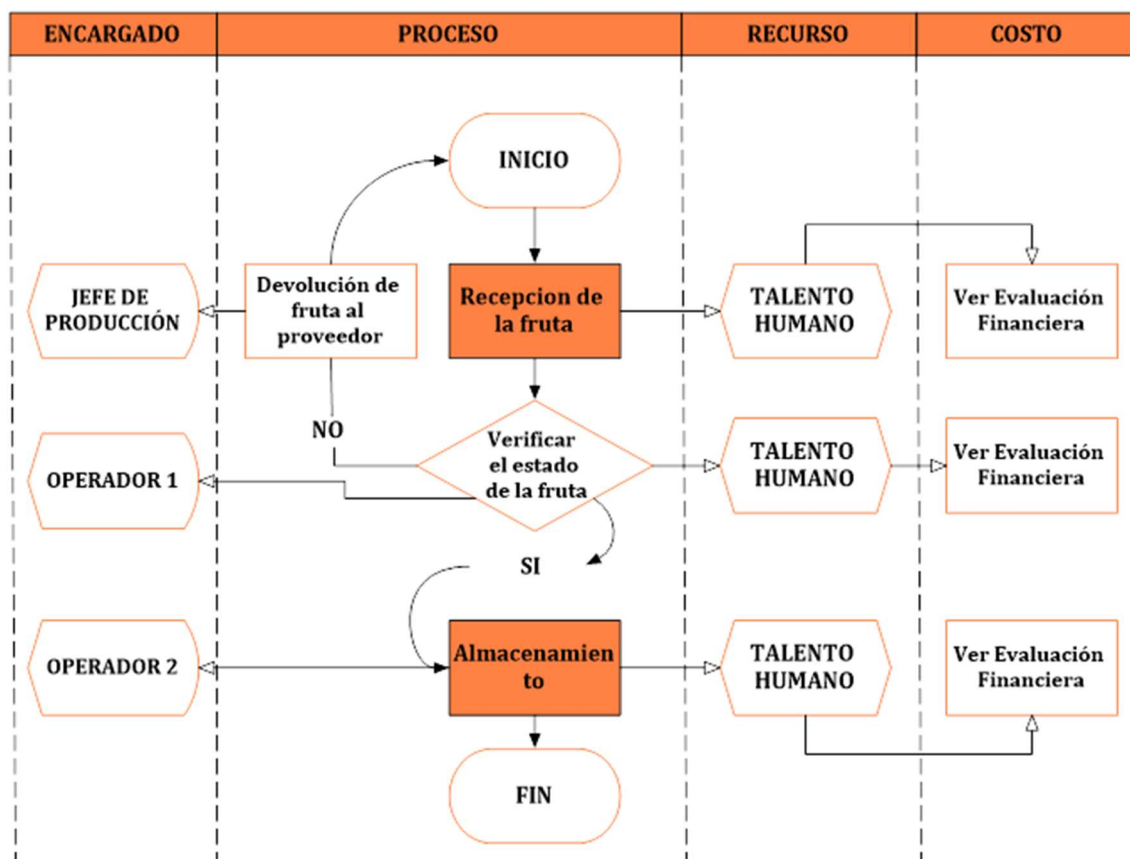 ENCARGADO
PROCESO
RECURSO
COSTO
INICIO
JEFE DE
PRODUCCIÓN
Devolución de
fruta al
proveedor
Recepcion de
la fruta
TALENTO
HUMANO
Ver Evaluación
Financiera
NO
OPERADOR 1
Verificar
el estado
de la fruta
TALENTO
HUMANO
Ver Evaluación
Financiera
SI
OPERADOR 2
Almacenamien
to
TALENTO
HUMANO
Ver Evaluación
Financiera
FIN